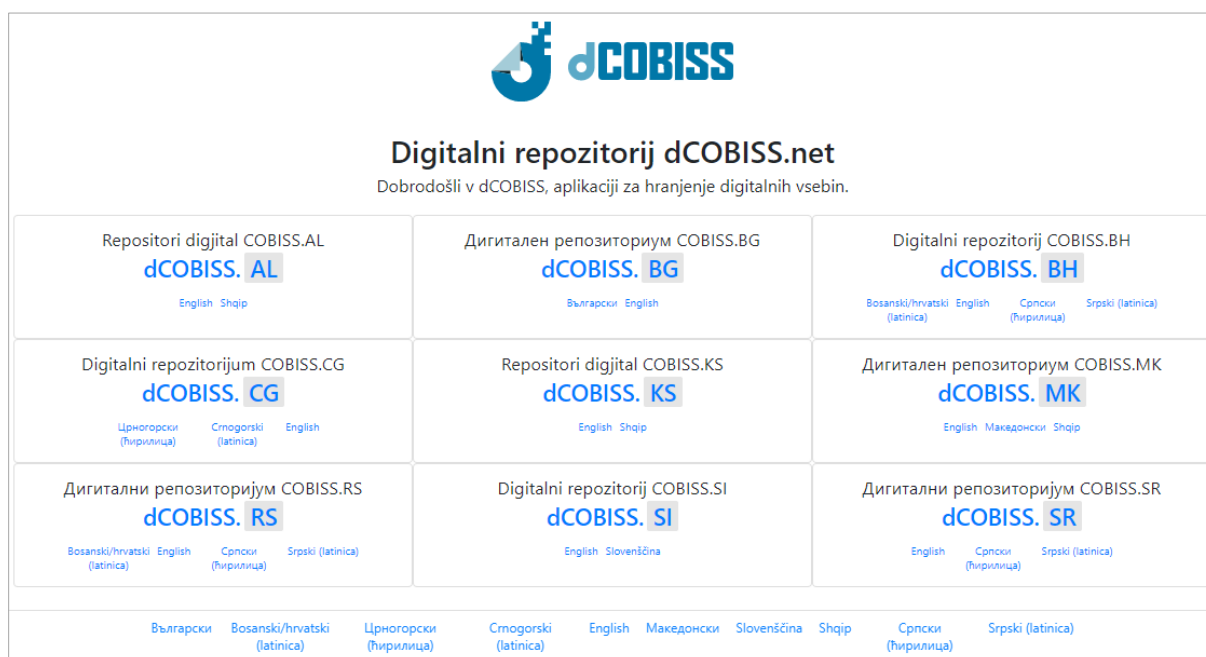 dCOBISS
Digitalni repozitorij dCOBISS.net
Dobrodošli v dCOBISS, aplikaciji za hranjenje digitalnih vsebin.
Repositori digjital COBISS.AL
dCOBISS. AL
English Shqip
Дигитален репозиториум COBISS.BG
dCOBISS. BG
Български English
Digitalni repozitorij COBISS.BH
dCOBISS. BH
Bosanski/hrvatski English Српски Srpski (latinica)
(latinica) (ћирилица)
Digitalni repozitorijum COBISS.CG
dCOBISS. CG
Црногорски Crnogorski English
(ћирилица) (latinica)
Repositori digjital COBISS.KS
dCOBISS. KS
English Shqip
Дигитален репозиториум COBISS.MK
dCOBISS. MK
English Македонски Shqip
Дигитални репозиторијум COBISS.RS
dCOBISS. RS
Bosanski/hrvatski English Српски Srpski (latinica)
(latinica) (ћирилица)
Digitalni repozitorij COBISS.SI
dCOBISS. SI
English Slovenščina
Дигитални репозиторијум COBISS.SR
dCOBISS. SR
English Српски Srpski (latinica)
(ћирилица)
Български Bosanski/hrvatski Црногорски Crnogorski English Македонски Slovenščina Shqip Српски Srpski (latinica)
(latinica) (ћирилица) (latinica) (ћирилица)